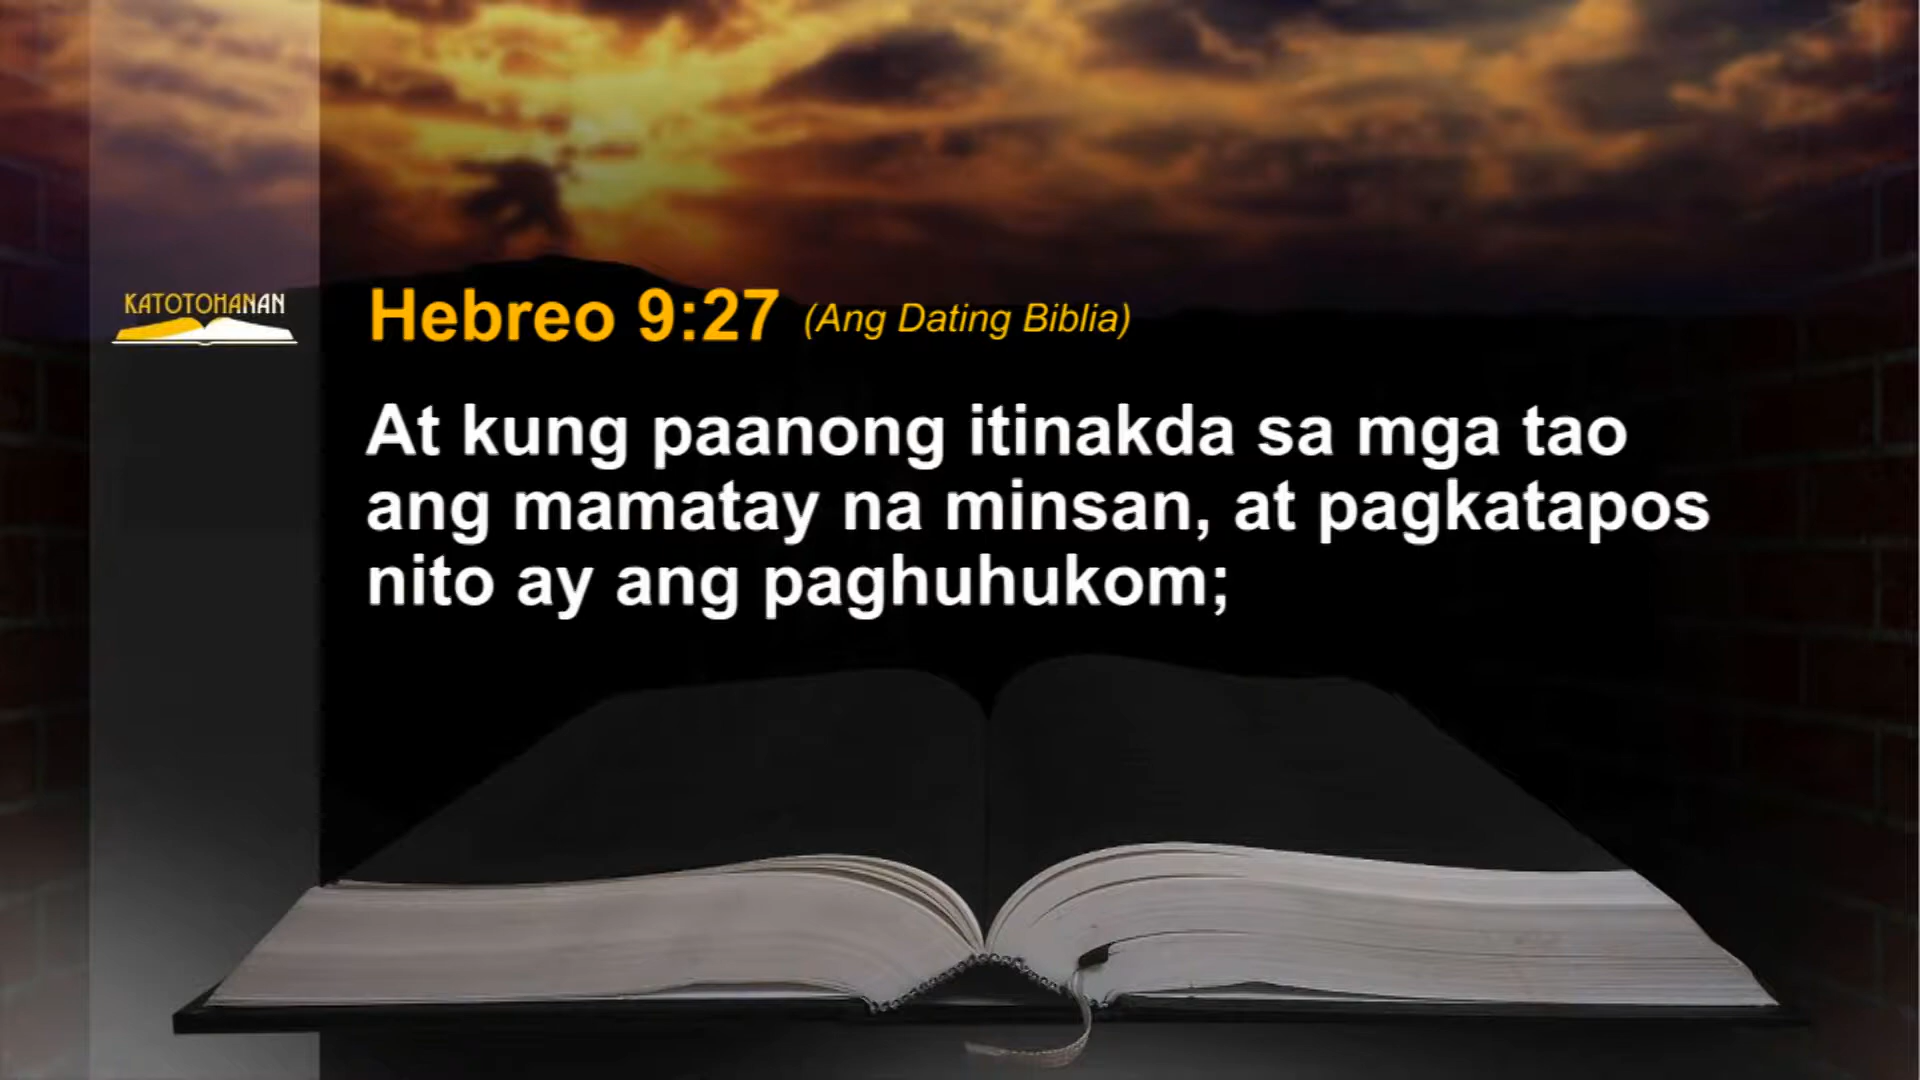 KATOTOHANAN
Hebreo 9:27 (Ang Dating Biblia)
At kung paanong itinakda sa mga tao
ang mamatay na minsan, at pagkatapos
nito ay ang paghuhukom;